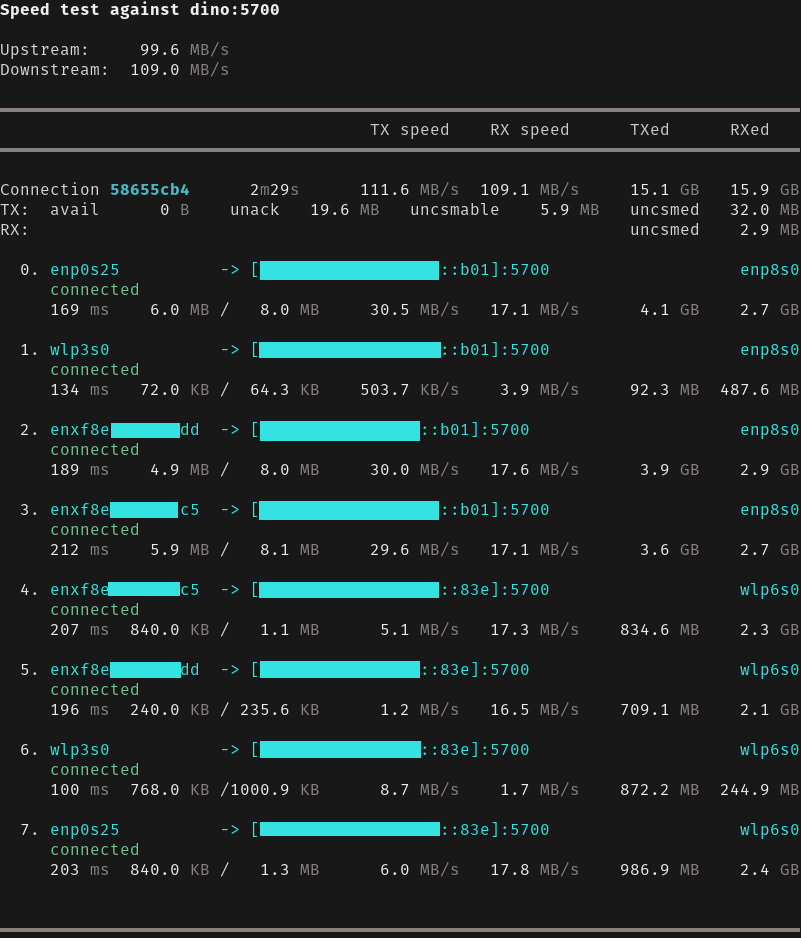 Speed test against dino:5700
Upstream: 99.6 MB/s
Downstream: 109.0 MB/s
TX speed RX speed TXed RXed
Connection 58655cb4 2m29s 111.6 MB/s 109.1 MB/s 15.1 GB 15.9 GB
TX: avail 0 B unack 19.6 MB uncsmable 5.9 MB uncsmed 32.0 MB
RX: uncsmed 2.9 MB
0. enp0s25 -> [ ::b01]:5700 enp8s0
connected
169 ms 6.0 MB / 8.0 MB 30.5 MB/s 17.1 MB/s 4.1 GB 2.7 GB
1. wlp3s0 -> [ ::b01]:5700 enp8s0
connected
134 ms 72.0 KB / 64.3 KB 503.7 KB/s 3.9 MB/s 92.3 MB 487.6 MB
2. enxf8e dd -> [ ::b01]:5700 enp8s0
connected
189 ms 4.9 MB / 8.0 MB 30.0 MB/s 17.6 MB/s 3.9 GB 2.9 GB
3. enxf8e c5 -> [ ::b01]:5700 enp8s0
connected
212 ms 5.9 MB / 8.1 MB 29.6 MB/s 17.1 MB/s 3.6 GB 2.7 GB
4. enxf8e c5 -> [ ::83e]:5700 wlp6s0
connected
207 ms 840.0 KB / 1.1 MB 5.1 MB/s 17.3 MB/s 834.6 MB 2.3 GB
5. enxf8e dd -> [ ::83e]:5700 wlp6s0
connected
196 ms 240.0 KB / 235.6 KB 1.2 MB/s 16.5 MB/s 709.1 MB 2.1 GB
6. wlp3s0 -> [ ::83e]:5700 wlp6s0
connected
100 ms 768.0 KB /1000.9 KB 8.7 MB/s 1.7 MB/s 872.2 MB 244.9 MB
7. enp0s25 -> [ ::83e]:5700 wlp6s0
connected
203 ms 840.0 KB / 1.3 MB 6.0 MB/s 17.8 MB/s 986.9 MB 2.4 GB